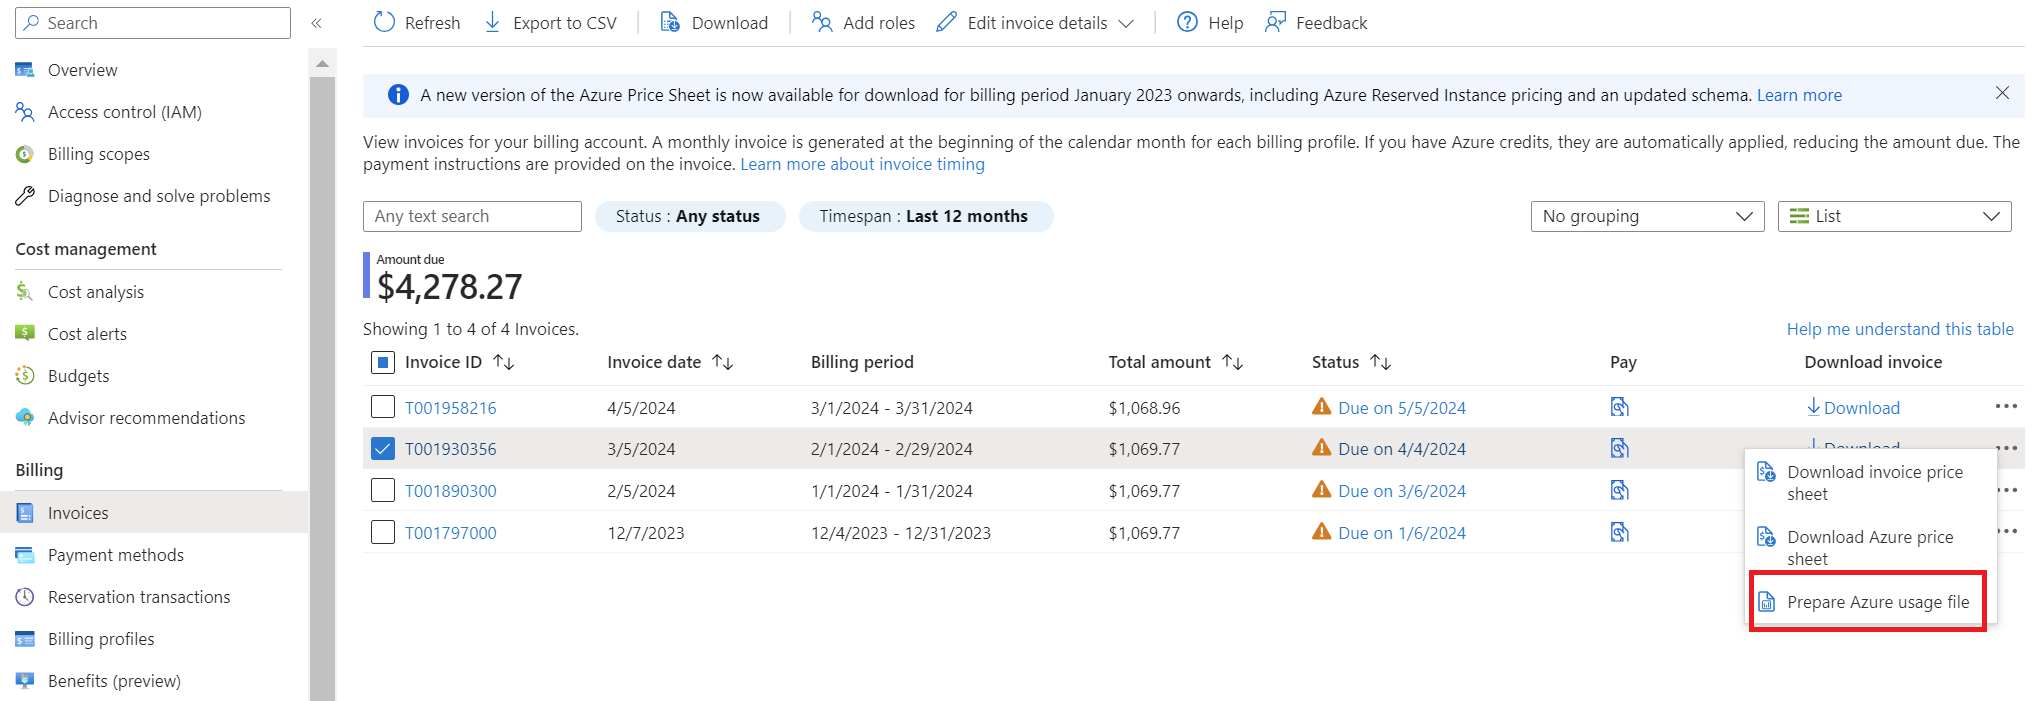 Search
«
Refresh
Export to CSV
Download
Add roles
Edit invoice details
Help
Feedback
Overview
Access control (IAM)
Billing scopes
Diagnose and solve problems
Cost management
Cost analysis
Cost alerts
Budgets
Advisor recommendations
Billing
Invoices
Payment methods
Reservation transactions
Billing profiles
Benefits (preview)
A new version of the Azure Price Sheet is now available for download for billing period January 2023 onwards, including Azure Reserved Instance pricing and an updated schema. Learn more
View invoices for your billing account. A monthly invoice is generated at the beginning of the calendar month for each billing profile. If you have Azure credits, they are automatically applied, reducing the amount due. The
payment instructions are provided on the invoice. Learn more about invoice timing
Any text search
Status : Any status
Timespan : Last 12 months
No grouping
List
Amount due
$4,278.27
Showing 1 to 4 of 4 Invoices.
Help me understand this table
Invoice ID Invoice date Billing period Total amount Status Pay Download invoice
T001958216 4/5/2024 3/1/2024 - 3/31/2024 $1,068.96 Due on 5/5/2024 Download
T001930356 3/5/2024 2/1/2024 - 2/29/2024 $1,069.77 Due on 4/4/2024 Download
T001890300 2/5/2024 1/1/2024 - 1/31/2024 $1,069.77 Due on 3/6/2024
T001797000 12/7/2023 12/4/2023 - 12/31/2023 $1,069.77 Due on 1/6/2024
Download invoice price
sheet
Download Azure price
sheet
Prepare Azure usage file